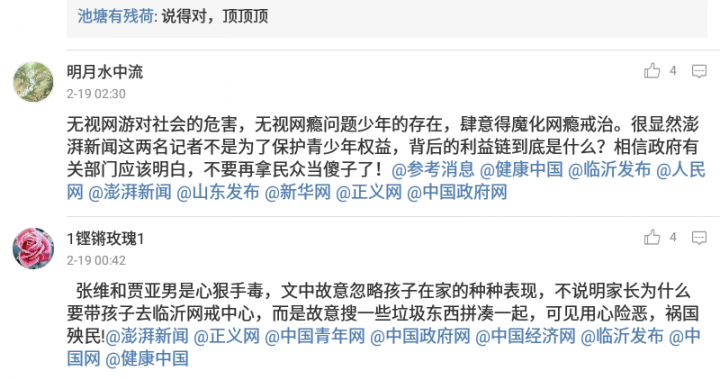 池塘有残荷: 说得对，顶顶顶
明月水中流
4
2-19 02:30
无视网游对社会的危害，无视网瘾问题少年的存在，肆意得魔化网瘾戒治。很显然澎
湃新闻这两名记者不是为了保护青少年权益，背后的利益链到底是什么？相信政府有
关部门应该明白，不要再拿民众当傻子了！@参考消息 @健康中国 @临沂发布 @人民
网 @澎湃新闻 @山东发布 @新华网 @正义网 @中国政府网
1铿锵玫瑰1
4
2-19 00:42
张维和贾亚男是心狠手毒，文中故意忽略孩子在家的种种表现，不说明家长为什么
要带孩子去临沂网戒中心，而是故意搜一些垃圾东西拼凑一起，可见用心险恶，祸国
殃民!@澎湃新闻 @正义网 @中国青年网 @中国政府网 @中国经济网 @临沂发布 @中
国网 @健康中国